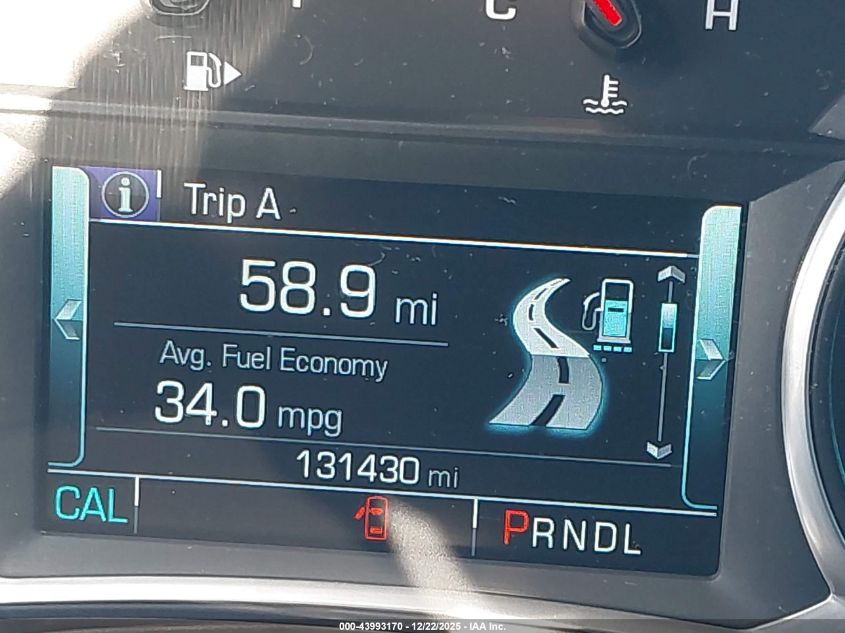 C H
Trip A
58.9 mi
Avg. Fuel Economy
34.0 mpg
131430 mi
CAL PRNDL
000-43993170 - 12/22/2025 - IAA Inc.